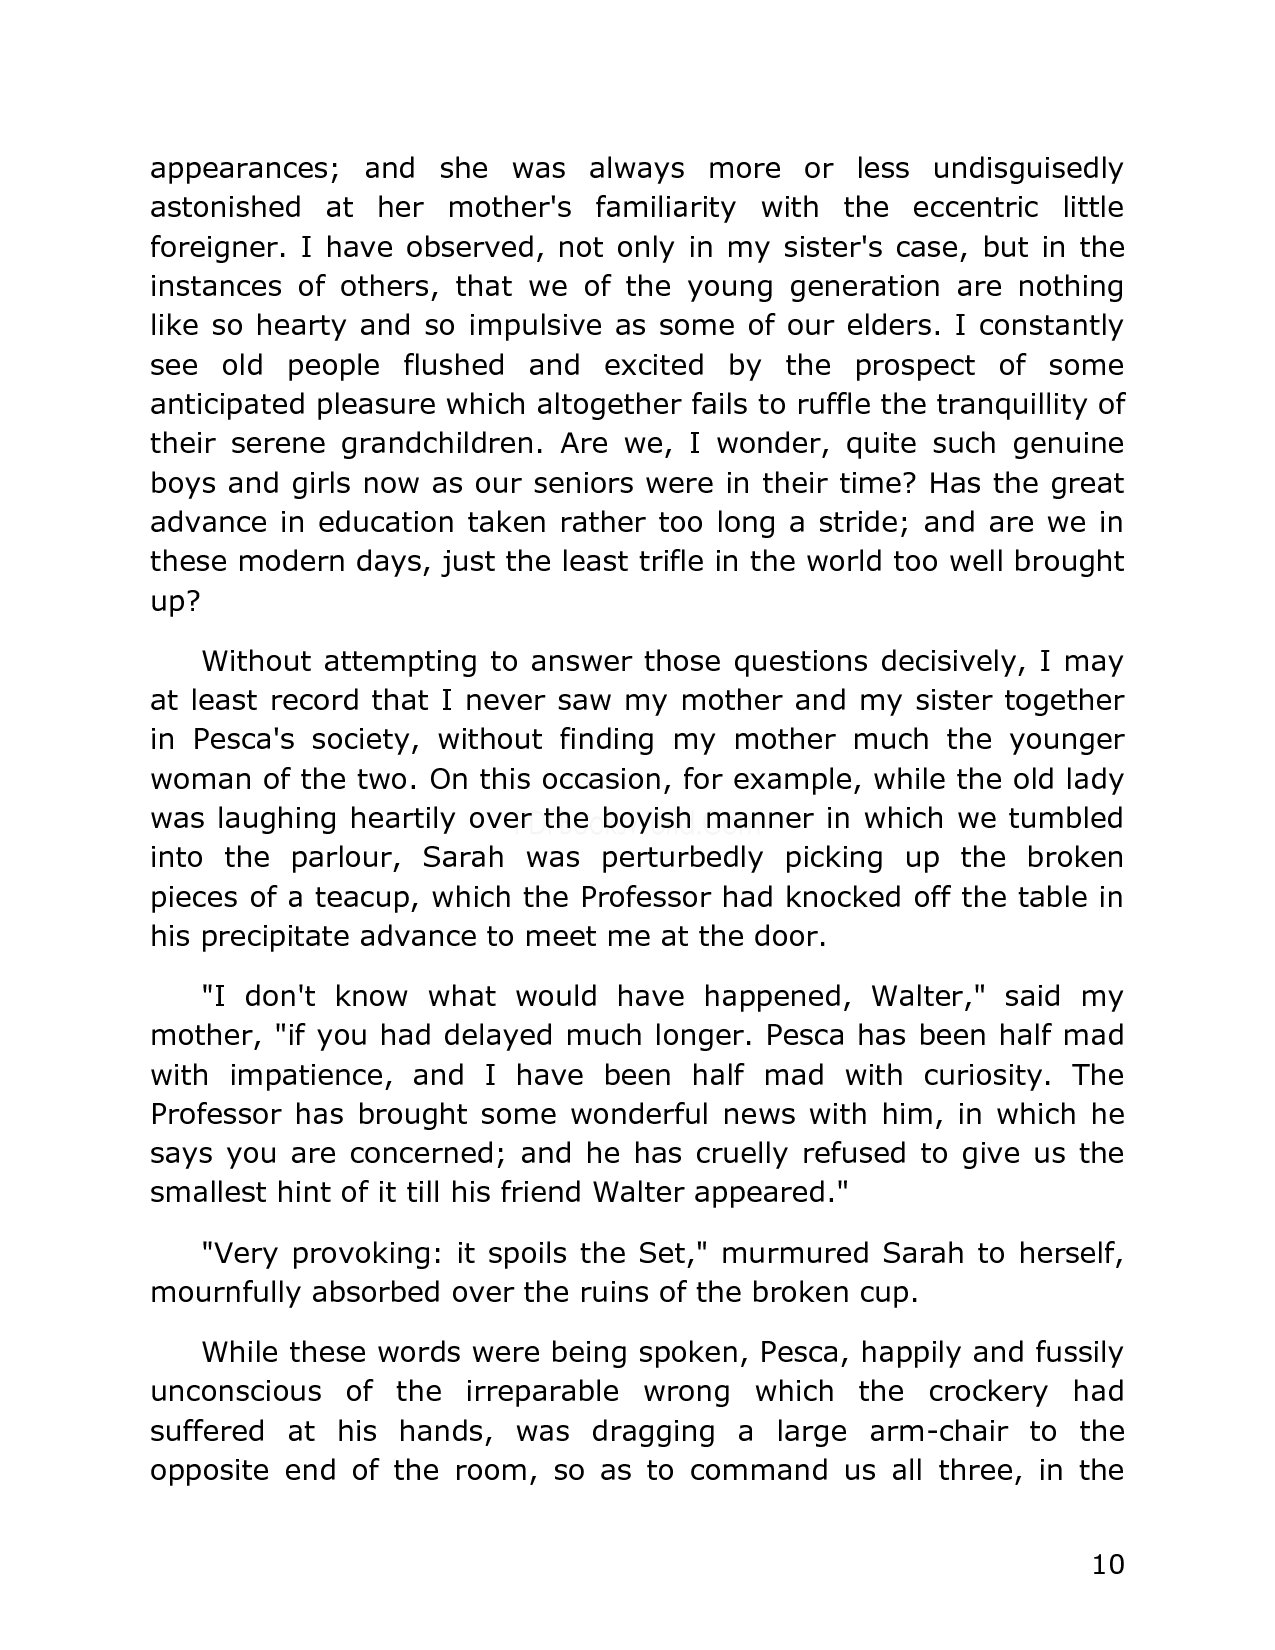 appearances; and she was always more or less undisguisedly
astonished at her mother's familiarity with the eccentric little
foreigner. I have observed, not only in my sister's case, but in the
instances of others, that we of the young generation are nothing
like so hearty and so impulsive as some of our elders. I constantly
see old people flushed and excited by the prospect of some
anticipated pleasure which altogether fails to ruffle the tranquillity of
their serene grandchildren. Are we, I wonder, quite such genuine
boys and girls now as our seniors were in their time? Has the great
advance in education taken rather too long a stride; and are we in
these modern days, just the least trifle in the world too well brought
up?
Without attempting to answer those questions decisively, I may
at least record that I never saw my mother and my sister together
in Pesca's society, without finding my mother much the younger
woman of the two. On this occasion, for example, while the old lady
was laughing heartily over the boyish manner in which we tumbled
into the parlour, Sarah was perturbedly picking up the broken
pieces of a teacup, which the Professor had knocked off the table in
his precipitate advance to meet me at the door.
"I don't know what would have happened, Walter," said my
mother, "if you had delayed much longer. Pesca has been half mad
with impatience, and I have been half mad with curiosity. The
Professor has brought some wonderful news with him, in which he
says you are concerned; and he has cruelly refused to give us the
smallest hint of it till his friend Walter appeared."
"Very provoking: it spoils the Set," murmured Sarah to herself,
mournfully absorbed over the ruins of the broken cup.
While these words were being spoken, Pesca, happily and fussily
unconscious of the irreparable wrong which the crockery had
suffered at his hands, was dragging a large arm-chair to the
opposite end of the room, so as to command us all three, in the
10